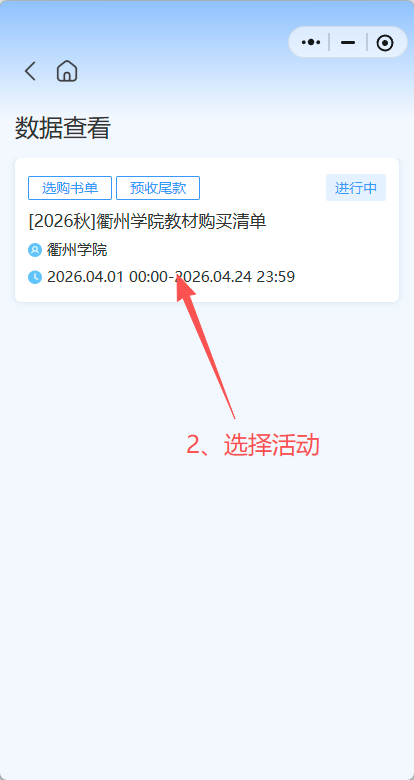 数据查看
选购书单 预收尾款 进行中
[2026秋]衢州学院教材购买清单
衢州学院
2026.04.01 00:00-2026.04.24 23:59
2、选择活动